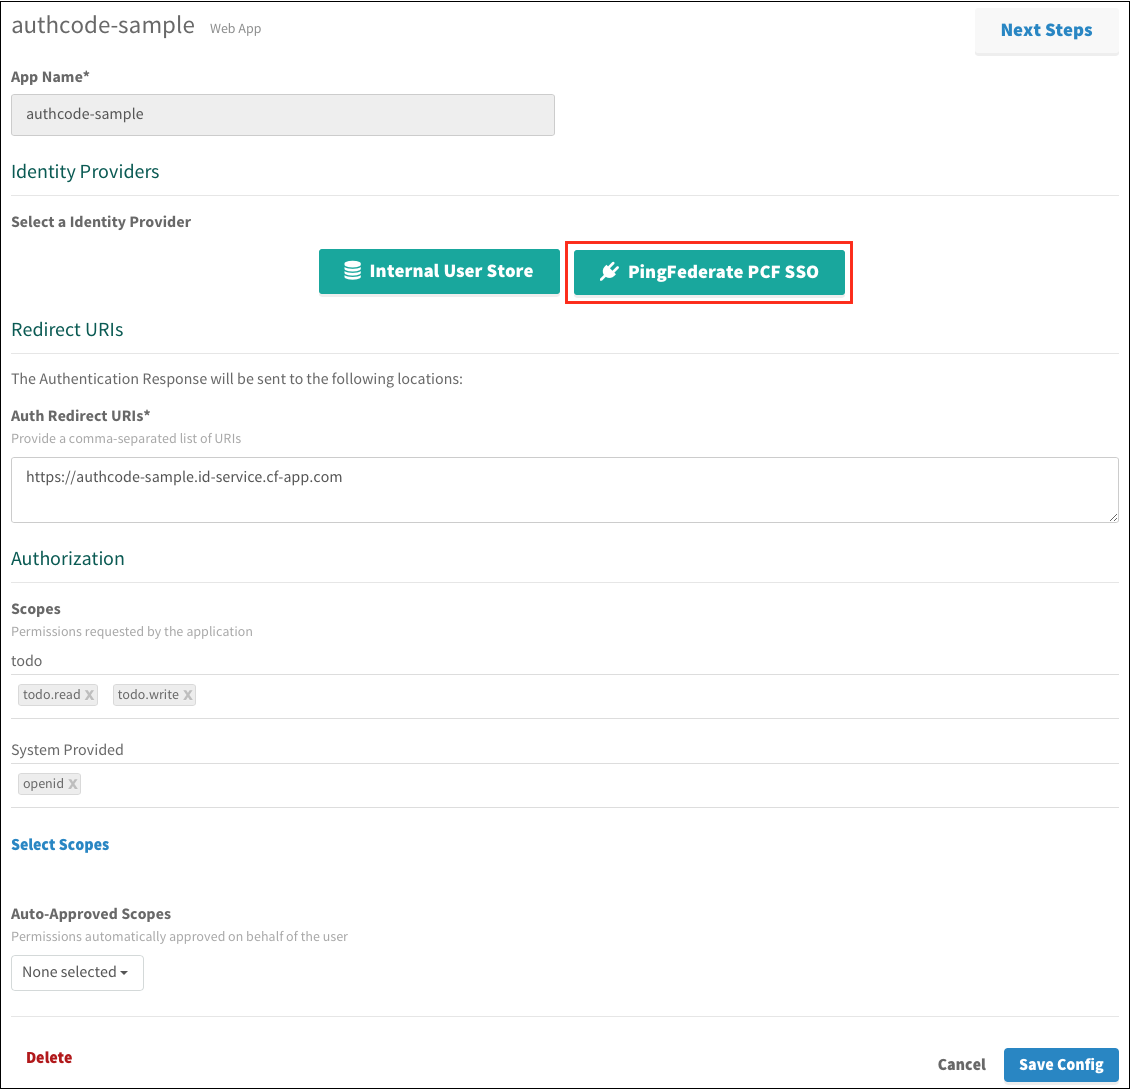 authcode-sample Web App
Next Steps
App Name*
authcode-sample
Identity Providers
Select a Identity Provider
Internal User Store
PingFederate PCF SSO
Redirect URIs
The Authentication Response will be sent to the following locations:
Auth Redirect URIs*
Provide a comma-separated list of URIs
https://authcode-sample.id-service.cf-app.com
Authorization
Scopes
Permissions requested by the application
todo
todo.read X todo.write X
System Provided
openid X
Select Scopes
Auto-Approved Scopes
Permissions automatically approved on behalf of the user
None selected
Delete
Cancel
Save Config